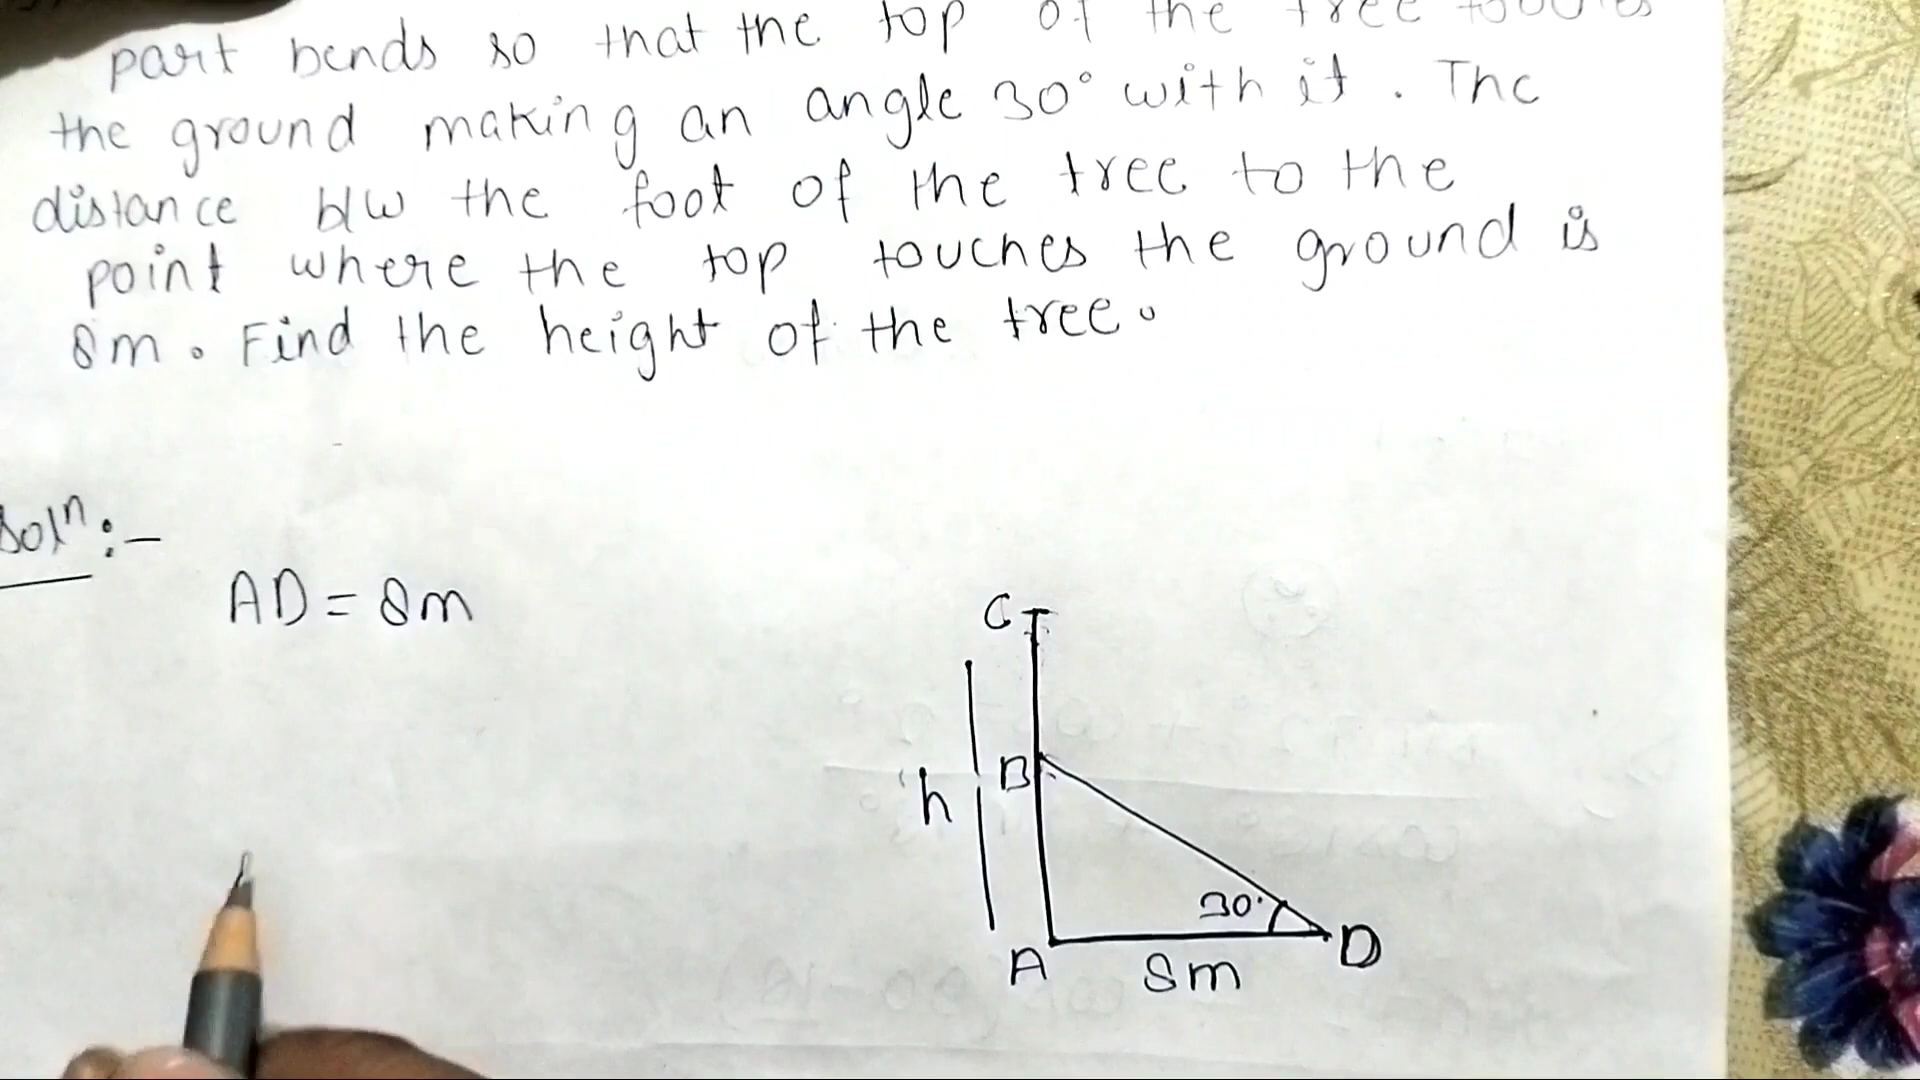 part bends so that the top of the tree touches
the ground making an angle 30° with it. The
distance b/w the foot of the tree to the
point where the top touches the ground is
8m. Find the height of the tree.
Solⁿ:-
AD = 8m
C
B
h
30°
A
8m
D